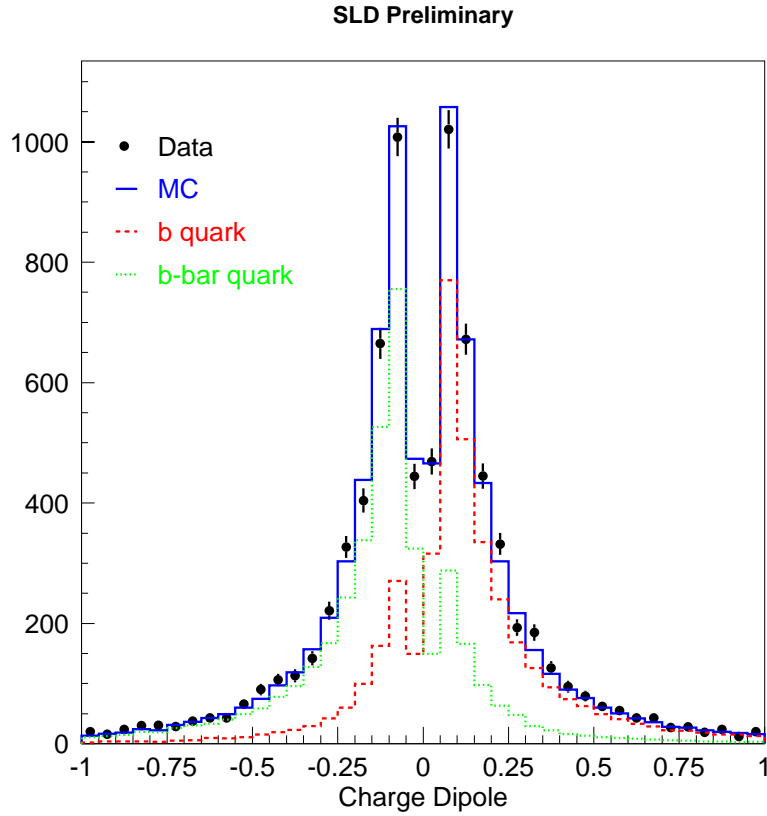 SLD Preliminary
1000
800
600
400
200
0
Data
MC
b quark
b-bar quark
-1 -0.75 -0.5 -0.25 0 0.25 0.5 0.75 1
Charge Dipole